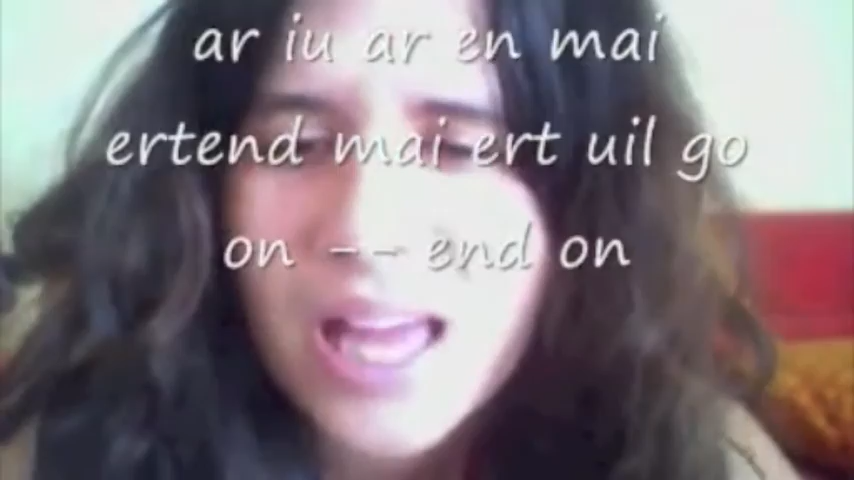 ar iu ar en mai
ertend mai ert uil go
on -- end on